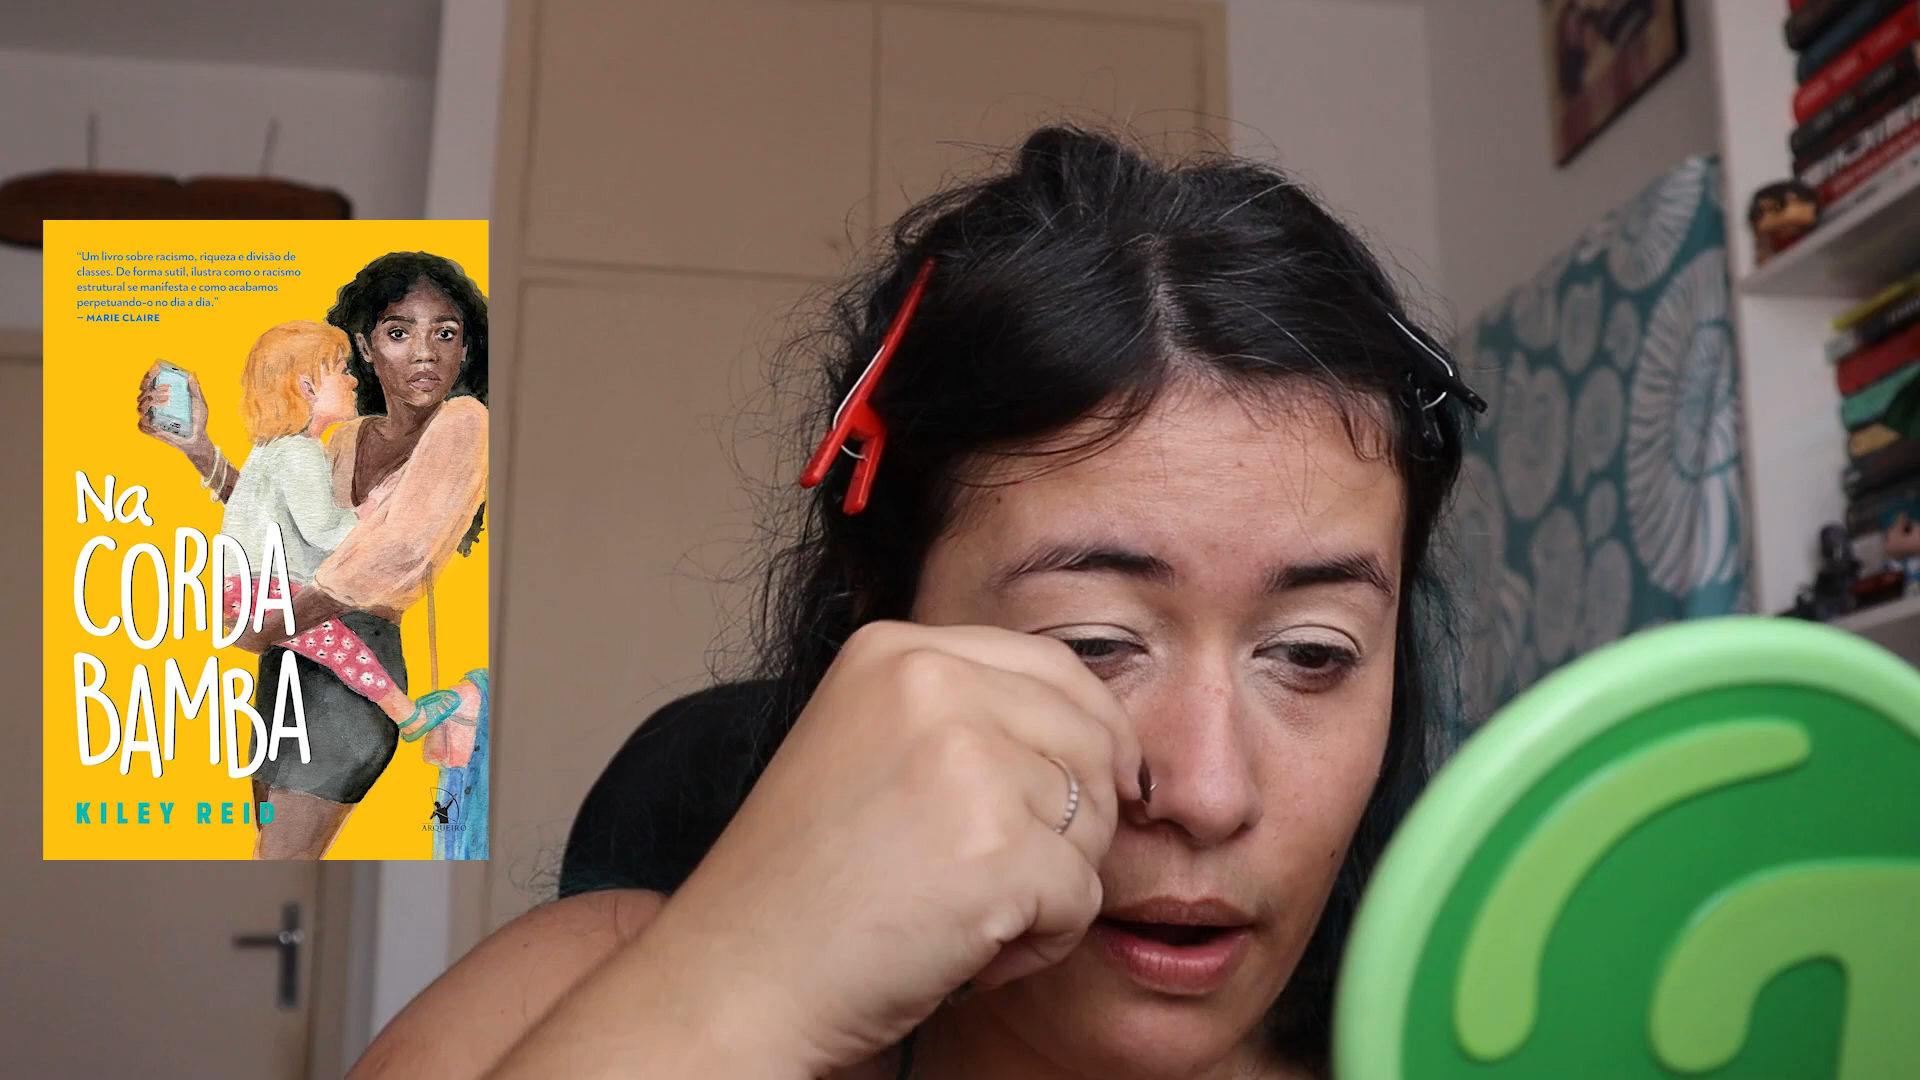 “Um livro sobre racismo, riqueza e divisão de
classes. De forma sutil, ilustra como o racismo
estrutural se manifesta e como acabamos
perpetuando-o no dia a dia.”
– MARIE CLAIRE
Na
CORDA
BAMBA
KILEY REID
ARQUEIRO